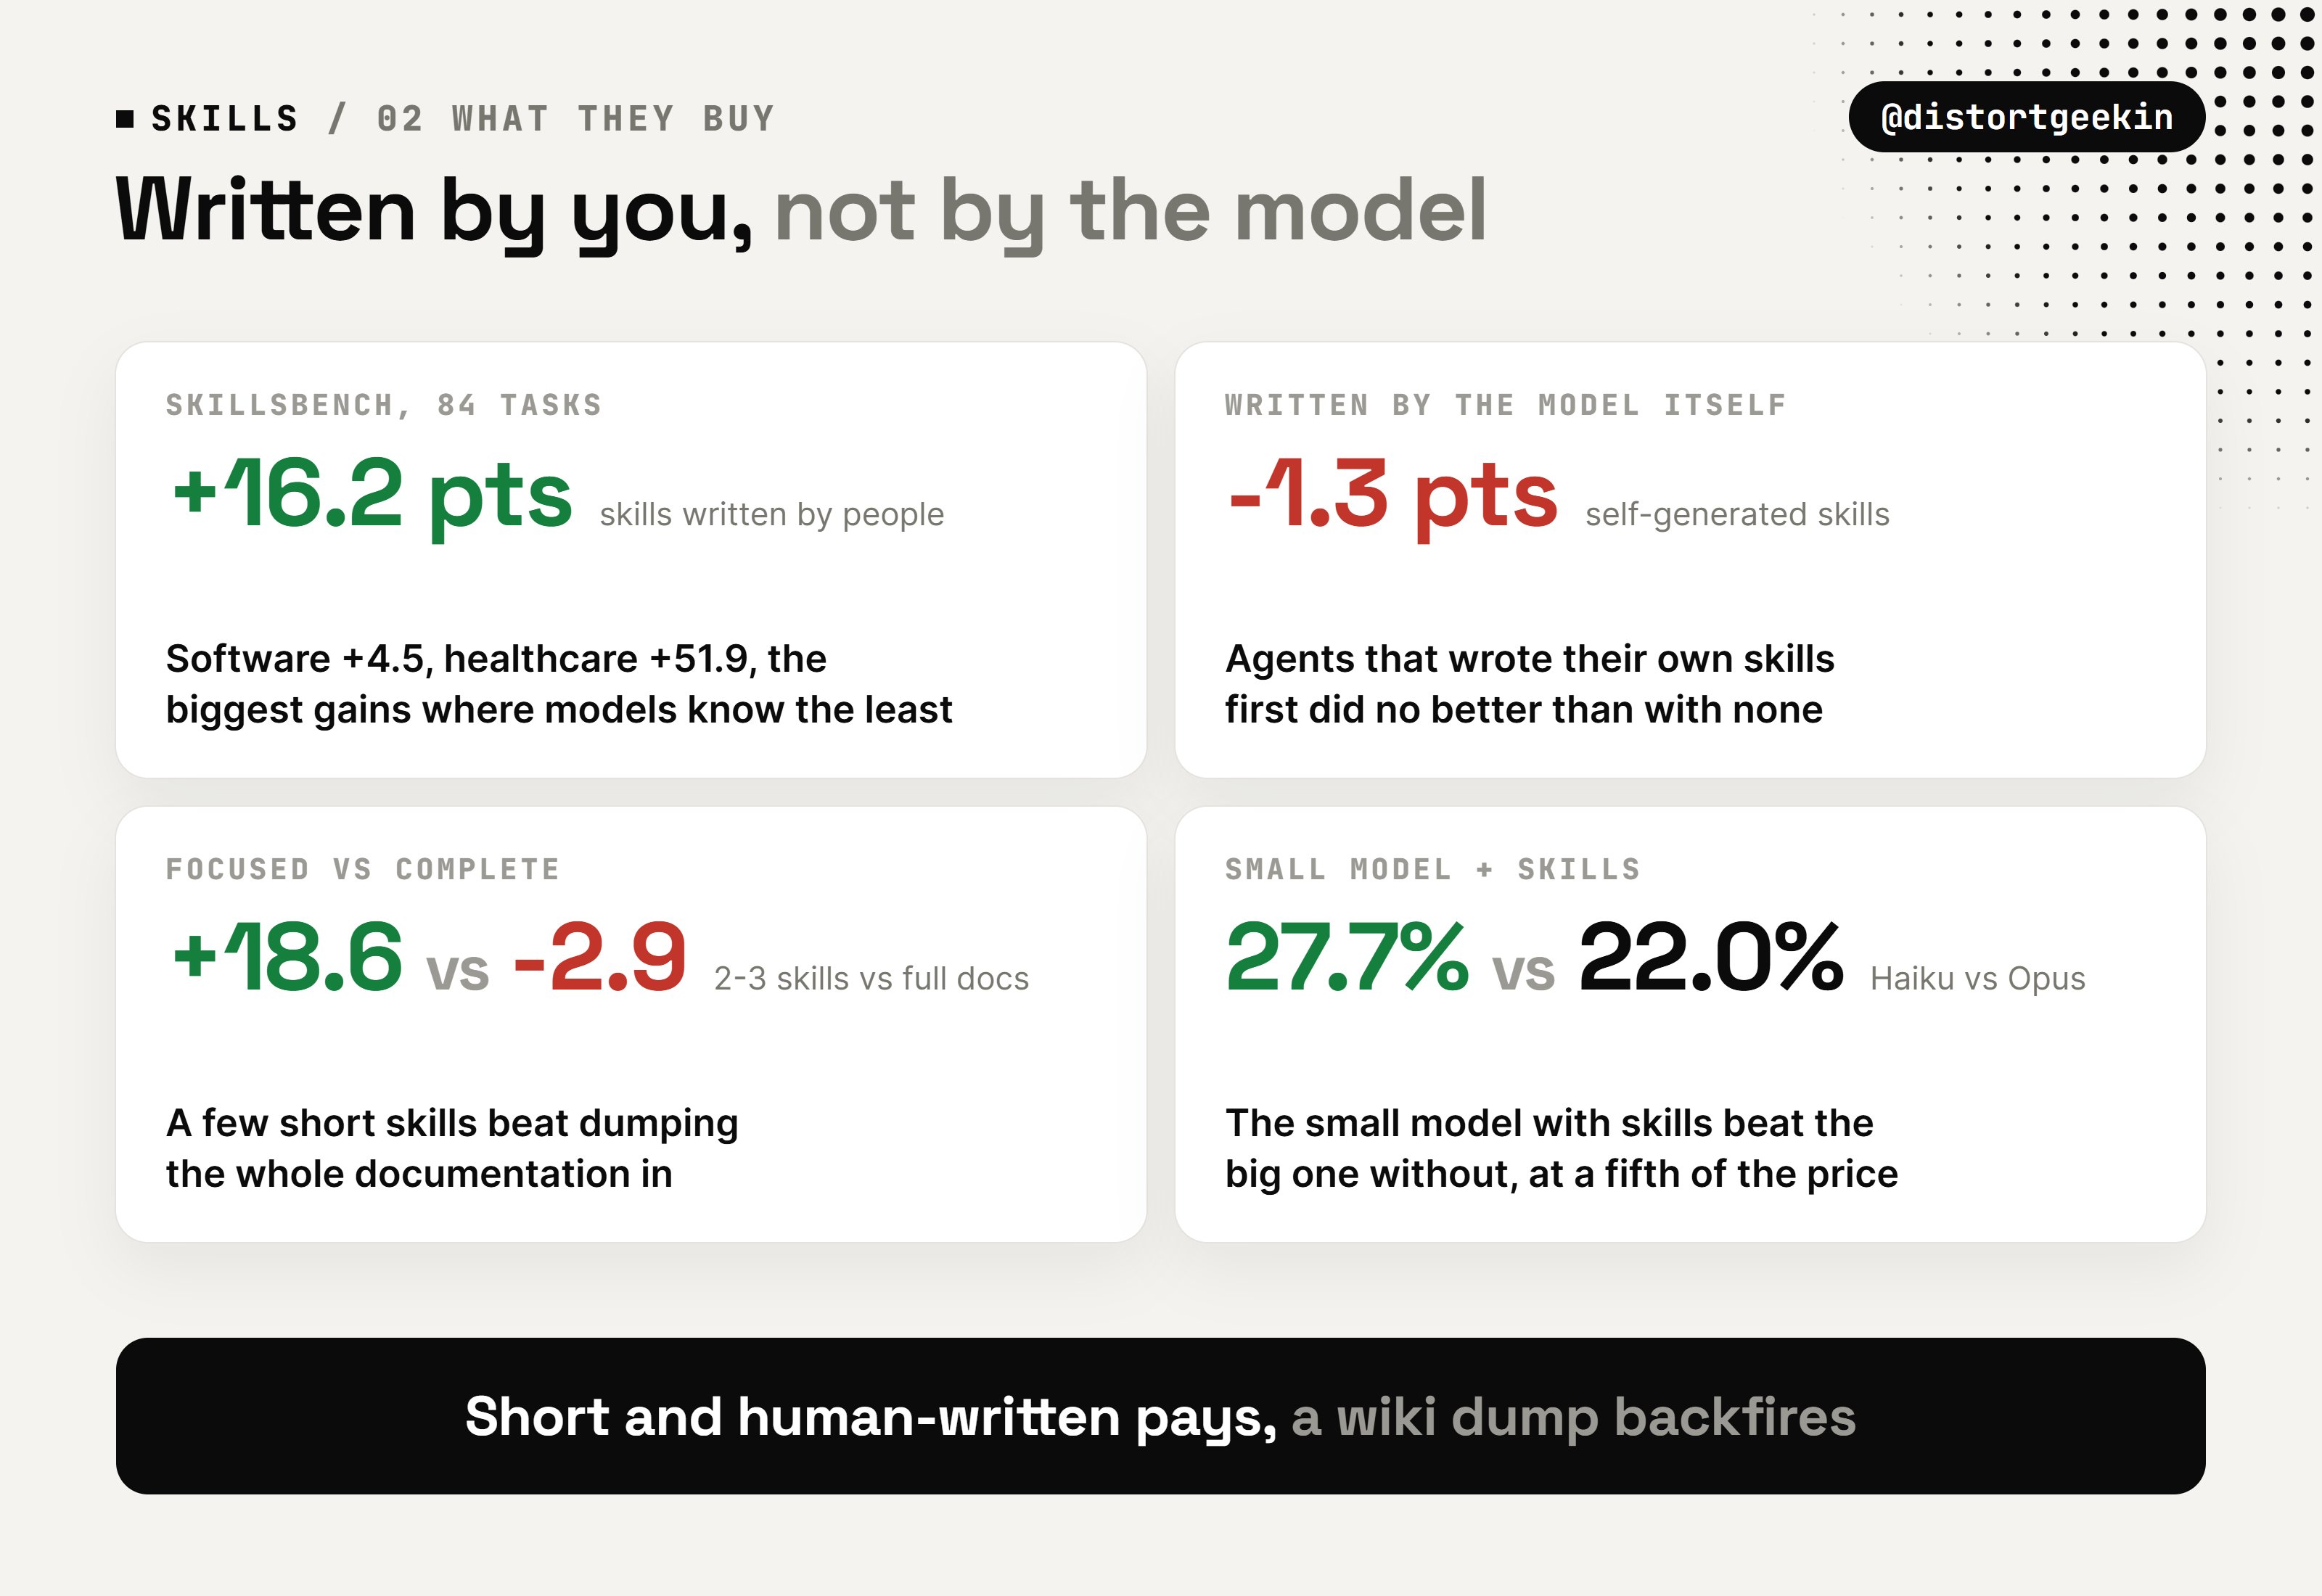 SKILLS / 02 WHAT THEY BUY
@distortgeekin
Written by you, not by the model
SKILLSBENCH, 84 TASKS
+16.2 pts skills written by people
Software +4.5, healthcare +51.9, the
biggest gains where models know the least
WRITTEN BY THE MODEL ITSELF
-1.3 pts self-generated skills
Agents that wrote their own skills
first did no better than with none
FOCUSED VS COMPLETE
+18.6 vs -2.9 2-3 skills vs full docs
A few short skills beat dumping
the whole documentation in
SMALL MODEL + SKILLS
27.7% vs 22.0% Haiku vs Opus
The small model with skills beat the
big one without, at a fifth of the price
Short and human-written pays, a wiki dump backfires